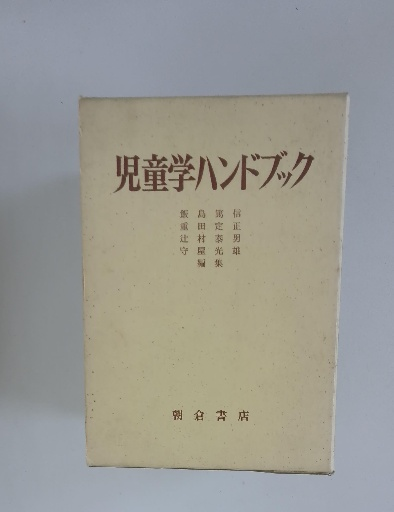 児童学ハンドブック
飯島篤信
重田定正
辻村泰男
守屋光雄
編集
朝倉書店